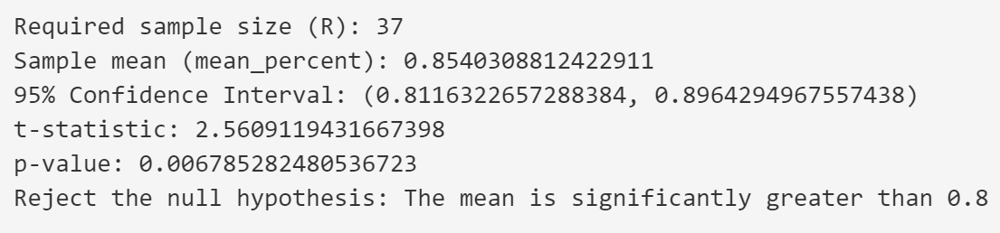 Required sample size (R): 37
Sample mean (mean_percent): 0.8540308812422911
95% Confidence Interval: (0.8116322657288384, 0.8964294967557438)
t-statistic: 2.5609119431667398
p-value: 0.006785282480536723
Reject the null hypothesis: The mean is significantly greater than 0.8